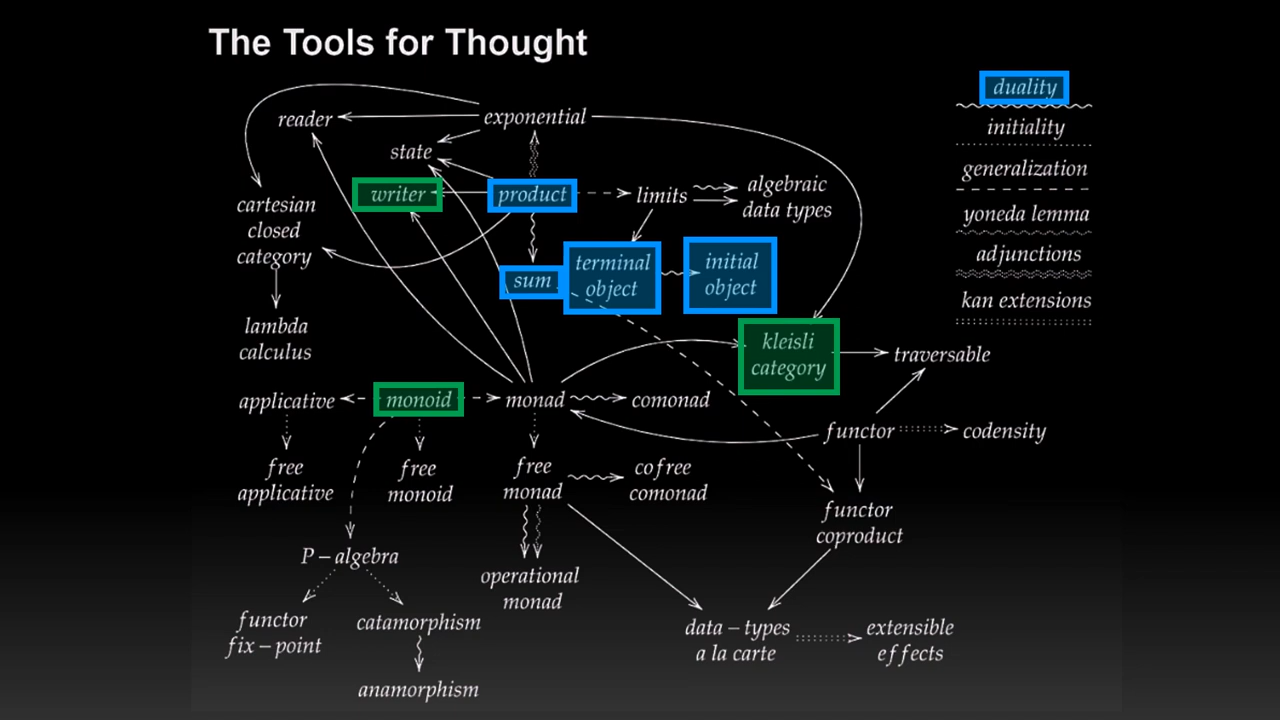 The Tools for Thought
duality
reader
exponential
initiality
state
generalization
writer
product
limits
algebraic
data types
cartesian
closed
category
yoneda lemma
sum
terminal
object
initial
object
adjunctions
kan extensions
lambda
calculus
kleisli
category
traversable
applicative
monoid
monad
comonad
functor
codensity
free
applicative
free
monoid
free
monad
cofree
comonad
functor
coproduct
P – algebra
operational
monad
functor
fix – point
catamorphism
data – types
a la carte
extensible
effects
anamorphism